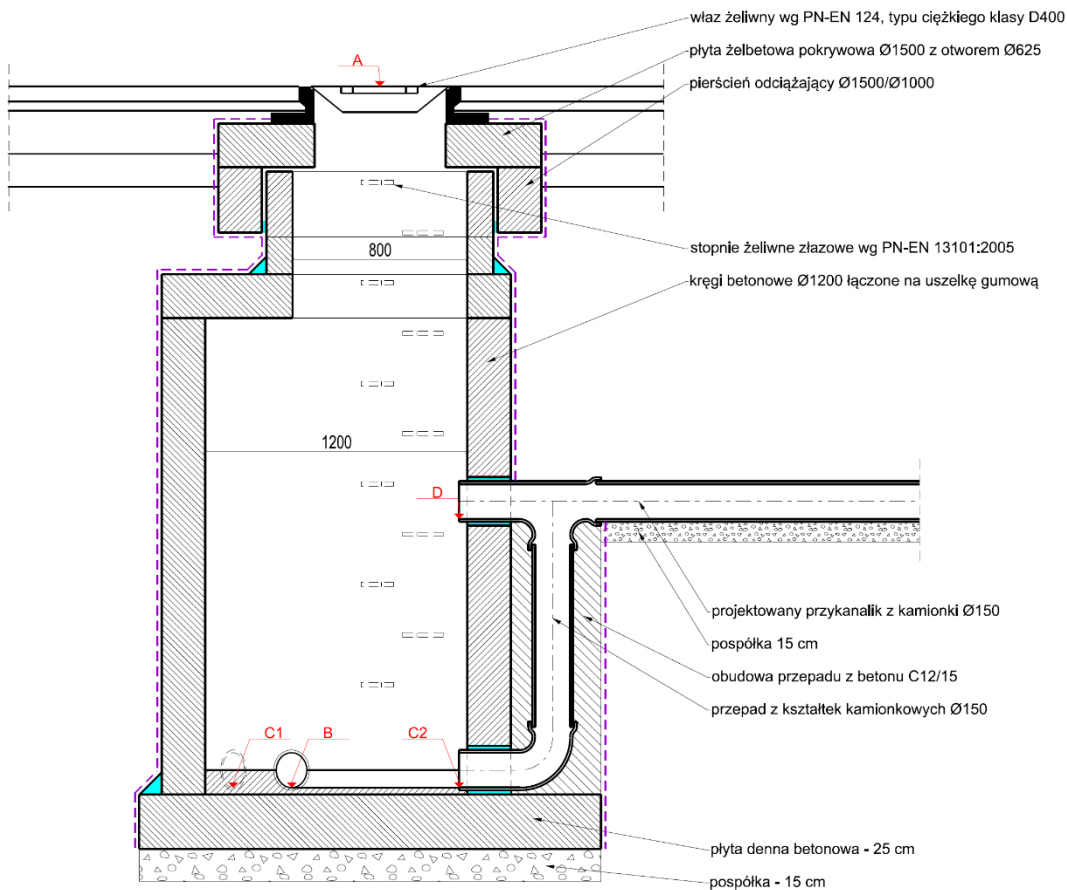 właz żeliwny wg PN-EN 124, typu ciężkiego klasy D400
płyta żelbetowa pokrywowa Ø1500 z otworem Ø625
A
pierścień odciążający Ø1500/Ø1000
stopnie żeliwne złazowe wg PN-EN 13101:2005
800
kręgi betonowe Ø1200 łączone na uszelkę gumową
1200
D
projektowany przykanalik z kamionki Ø150
pospółka 15 cm
obudowa przepadu z betonu C12/15
przepad z kształtek kamionkowych Ø150
C1
B
C2
płyta denna betonowa - 25 cm
pospółka - 15 cm